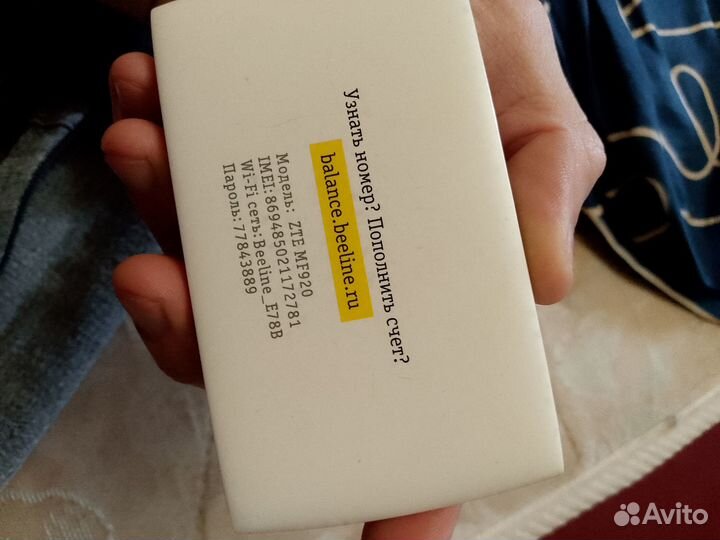 Узнать номер? Пополнить счет?
balance.beeline.ru
Модель: ZTE MF920
IMEI: 869485021172781
Wi-Fi сеть: Beeline_E78B
Пароль: 77843889
Avito